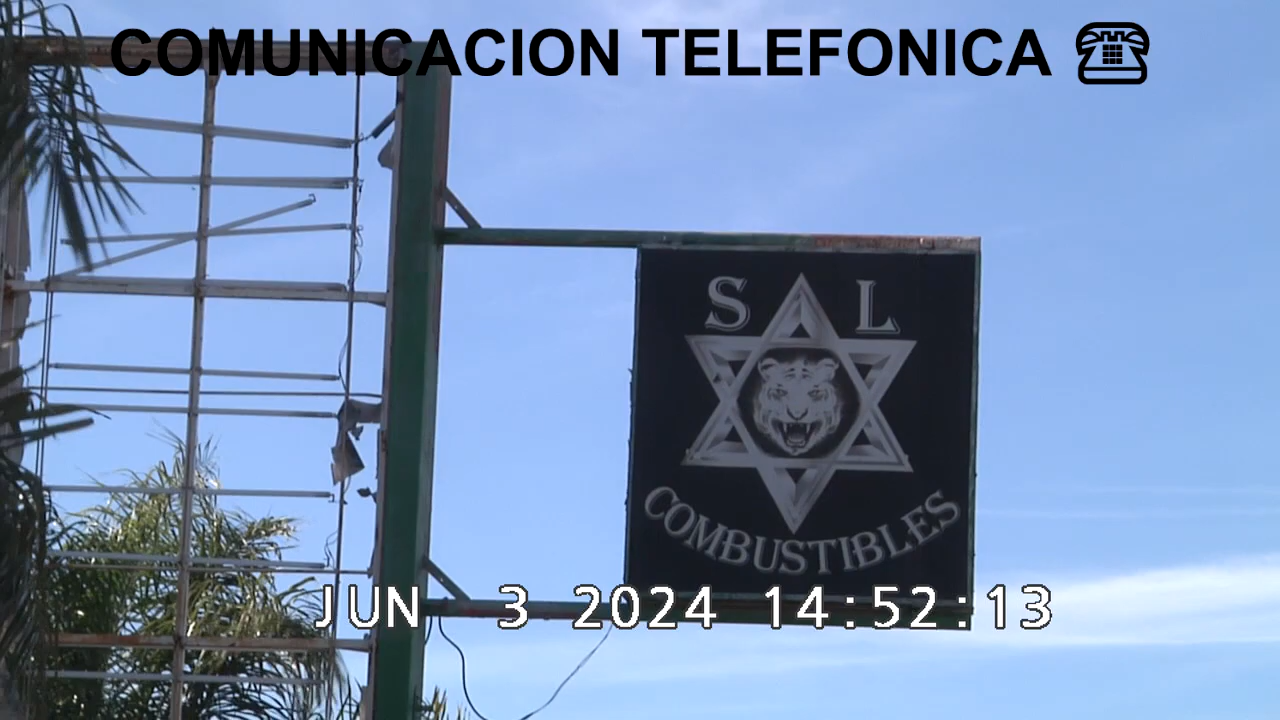 COMUNICACION TELEFONICA ☎
S L
COMBUSTIBLES
JUN 3 2024 14:52:13